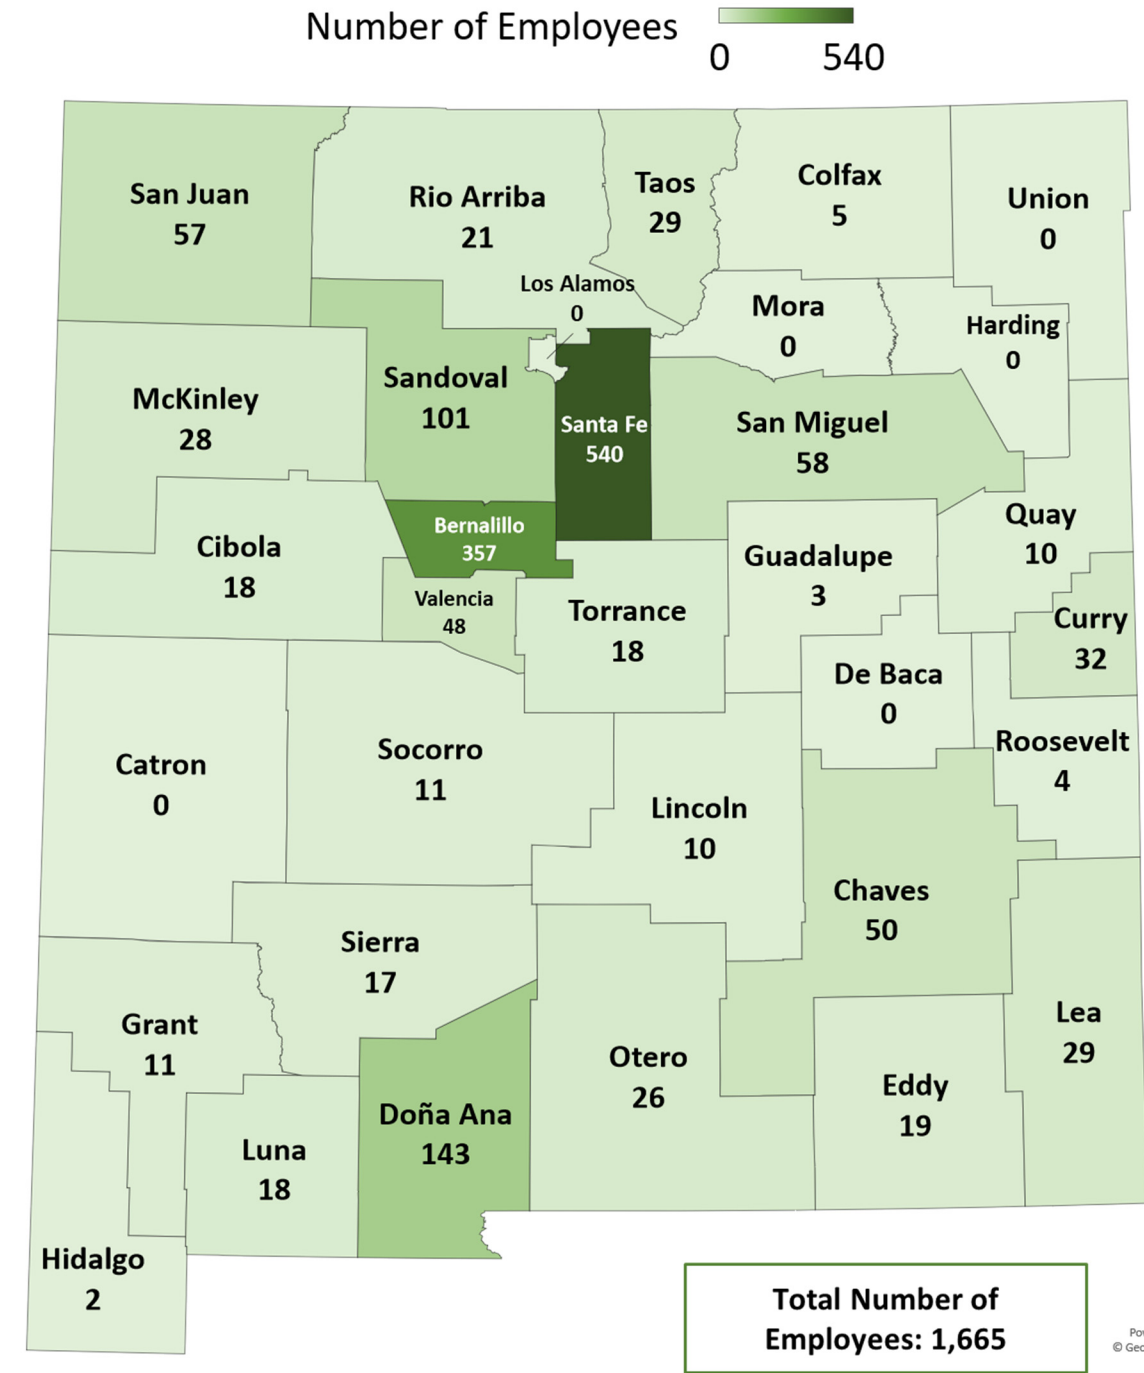 Number of Employees
0 540
San Juan
57
Rio Arriba
21
Taos
29
Colfax
5
Union
0
Los Alamos
0
Mora
0
Harding
0
McKinley
28
Sandoval
101
Santa Fe
540
San Miguel
58
Cibola
18
Bernalillo
357
Valencia
48
Torrance
18
Guadalupe
3
Quay
10
Curry
32
De Baca
0
Roosevelt
4
Catron
0
Socorro
11
Lincoln
10
Chaves
50
Sierra
17
Grant
11
Luna
18
Doña Ana
143
Otero
26
Eddy
19
Lea
29
Hidalgo
2
Total Number of
Employees: 1,665
© Geo